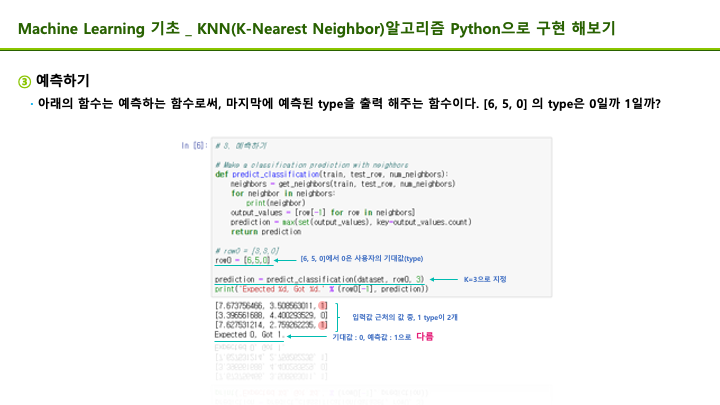 Machine Learning 기초 _ KNN(K-Nearest Neighbor)알고리즘 Python으로 구현 해보기
③ 예측하기
· 아래의 함수는 예측하는 함수로써, 마지막에 예측된 type을 출력 해주는 함수이다. [6, 5, 0] 의 type은 0일까 1일까?
In [6]: # 3. 예측하기
# Make a classification prediction with neighbors
def predict_classification(train, test_row, num_neighbors):
neighbors = get_neighbors(train, test_row, num_neighbors)
for neighbor in neighbors:
print(neighbor)
output_values = [row[-1] for row in neighbors]
prediction = max(set(output_values), key=output_values.count)
return prediction
# row0 = [3,3,0]
row0 = [6,5,0] [6, 5, 0]에서 0은 사용자의 기대값(type)
prediction = predict_classification(dataset, row0, 3) K=3으로 지정
print('Expected %d, Got %d.' % (row0[-1], prediction))
[7.673756466, 3.508563011, 1]
[3.396561688, 4.400293529, 0] 입력값 근처의 값 중, 1 type이 2개
[7.627531214, 2.759262235, 1]
Expected 0, Got 1. 기대값 : 0, 예측값 : 1으로 다름